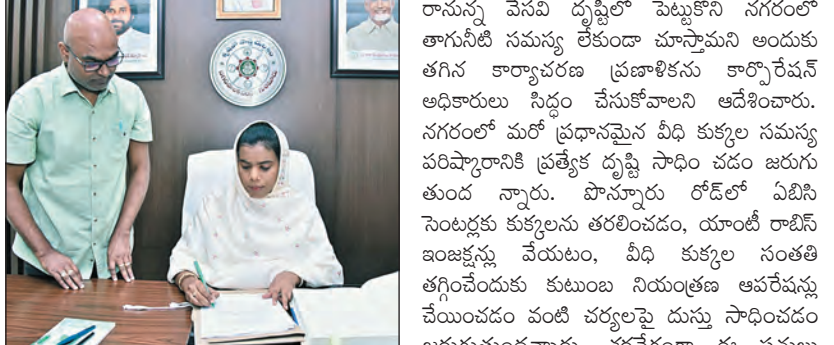 రానున్న వేసవి దృష్టిలో పెట్టుకొని నగరంలో
తాగునీటి సమస్య లేకుండా చూస్తామని అందుకు
తగిన కార్యాచరణ ప్రణాళికను కార్పొరేషన్
అధికారులు సిద్ధం చేసుకోవాలని ఆదేశించారు.
నగరంలో మరో ప్రధానమైన వీధి కుక్కల సమస్య
పరిష్కారానికి ప్రత్యేక దృష్టి సాధిం చడం జరుగు
తుంద న్నారు. పొన్నూరు రోడ్‌లో ఏబిసి
సెంటర్లకు కుక్కలను తరలించడం, యాంటీ రాబిస్
ఇంజక్షన్లు వేయటం, వీధి కుక్కల సంతతి
తగ్గించేందుకు కుటుంబ నియంత్రణ ఆపరేషన్లు
చేయించడం వంటి చర్యలపై దుస్తు సాధించడం